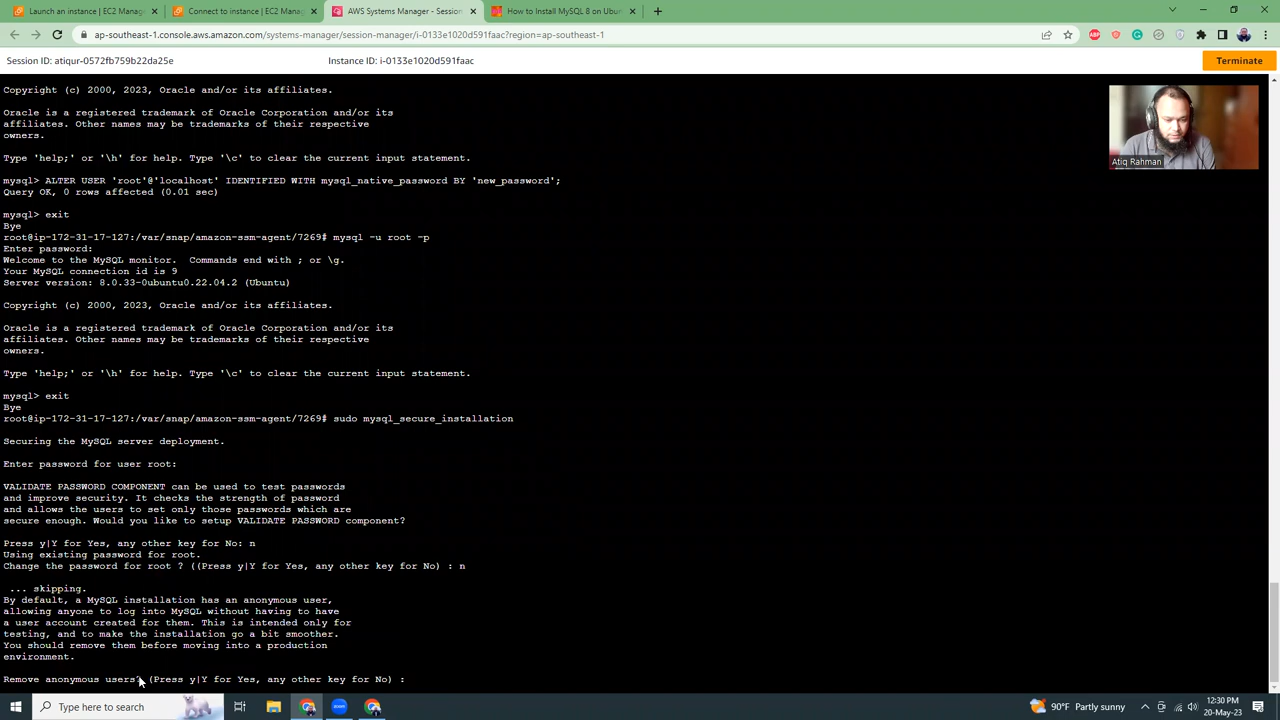 Launch an instance | EC2 Manage
Connect to instance | EC2 Manag
AWS Systems Manager - Session
How to Install MySQL 8 on Ubun
ap-southeast-1.console.aws.amazon.com/systems-manager/session-manager/i-0133e1020d591faac?region=ap-southeast-1
Session ID: atiqur-0572fb759b22da25e
Instance ID: i-0133e1020d591faac
Terminate
Copyright (c) 2000, 2023, Oracle and/or its affiliates.
Oracle is a registered trademark of Oracle Corporation and/or its
affiliates. Other names may be trademarks of their respective
owners.
Type 'help;' or '\h' for help. Type '\c' to clear the current input statement.
mysql> ALTER USER 'root'@'localhost' IDENTIFIED WITH mysql_native_password BY 'new_password';
Query OK, 0 rows affected (0.01 sec)
mysql> exit
Bye
root@ip-172-31-17-127:/var/snap/amazon-ssm-agent/7269# mysql -u root -p
Enter password:
Welcome to the MySQL monitor.  Commands end with ; or \g.
Your MySQL connection id is 9
Server version: 8.0.33-0ubuntu0.22.04.2 (Ubuntu)
Copyright (c) 2000, 2023, Oracle and/or its affiliates.
Oracle is a registered trademark of Oracle Corporation and/or its
affiliates. Other names may be trademarks of their respective
owners.
Type 'help;' or '\h' for help. Type '\c' to clear the current input statement.
mysql> exit
Bye
root@ip-172-31-17-127:/var/snap/amazon-ssm-agent/7269# sudo mysql_secure_installation
Securing the MySQL server deployment.
Enter password for user root:
VALIDATE PASSWORD COMPONENT can be used to test passwords
and improve security. It checks the strength of password
and allows the users to set only those passwords which are
secure enough. Would you like to setup VALIDATE PASSWORD component?
Press y|Y for Yes, any other key for No: n
Using existing password for root.
Change the password for root ? ((Press y|Y for Yes, any other key for No) : n
... skipping.
By default, a MySQL installation has an anonymous user,
allowing anyone to log into MySQL without having to have
a user account created for them. This is intended only for
testing, and to make the installation go a bit smoother.
You should remove them before moving into a production
environment.
Remove anonymous users? (Press y|Y for Yes, any other key for No) :
Atiq Rahman
Type here to search
zoom
90°F Partly sunny
12:30 PM
20-May-23